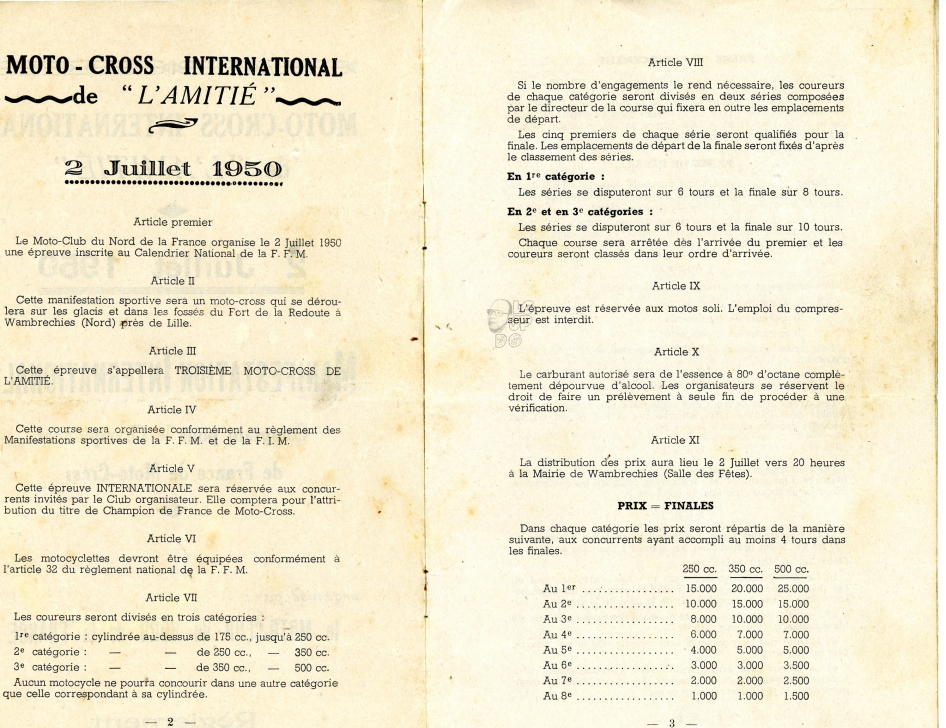 MOTO-CROSS INTERNATIONAL
de "L'AMITIÉ"
2 Juillet 1950
Article premier
Le Moto-Club du Nord de la France organise le 2 Juillet 1950
une épreuve inscrite au Calendrier National de la F. F. M.
Article II
Cette manifestation sportive sera un moto-cross qui se dérou-
lera sur les glacis et dans les fossés du Fort de la Redoute à
Wambrechies (Nord) près de Lille.
Article III
Cette épreuve s'appellera TROISIÈME MOTO-CROSS DE
L'AMITIÉ.
Article IV
Cette course sera organisée conformément au règlement des
Manifestations sportives de la F. F. M. et de la F. I. M.
Article V
Cette épreuve INTERNATIONALE sera réservée aux concur-
rents invités par le Club organisateur. Elle comptera pour l'attri-
bution du titre de Champion de France de Moto-Cross.
Article VI
Les motocyclettes devront être équipées conformément à
l'article 32 du règlement national de la F. F. M.
Article VII
Les coureurs seront divisés en trois catégories :
1re catégorie : cylindrée au-dessus de 175 cc., jusqu'à 250 cc.
2e catégorie : — — de 250 cc., — 350 cc.
3e catégorie : — — de 350 cc., — 500 cc.
Aucun motocycle ne pourra concourir dans une autre catégorie
que celle correspondant à sa cylindrée.
— 2 —
Article VIII
Si le nombre d'engagements le rend nécessaire, les coureurs
de chaque catégorie seront divisés en deux séries composées
par le directeur de la course qui fixera en outre les emplacements
de départ.
Les cinq premiers de chaque série seront qualifiés pour la
finale. Les emplacements de départ de la finale seront fixés d'après
le classement des séries.
En 1re catégorie :
Les séries se disputeront sur 6 tours et la finale sur 8 tours.
En 2e et en 3e catégories :
Les séries se disputeront sur 6 tours et la finale sur 10 tours.
Chaque course sera arrêtée dès l'arrivée du premier et les
coureurs seront classés dans leur ordre d'arrivée.
Article IX
L'épreuve est réservée aux motos soli. L'emploi du compres-
seur est interdit.
Article X
Le carburant autorisé sera de l'essence à 80° d'octane complè-
tement dépourvue d'alcool. Les organisateurs se réservent le
droit de faire un prélèvement à seule fin de procéder à une
vérification.
Article XI
La distribution des prix aura lieu le 2 Juillet vers 20 heures
à la Mairie de Wambrechies (Salle des Fêtes).
PRIX = FINALES
Dans chaque catégorie les prix seront répartis de la manière
suivante, aux concurrents ayant accompli au moins 4 tours dans
les finales.
250 cc. 350 cc. 500 cc.
Au 1er ................ 15.000 20.000 25.000
Au 2e ................ 10.000 15.000 15.000
Au 3e ................ 8.000 10.000 10.000
Au 4e ................ 6.000 7.000 7.000
Au 5e ................ 4.000 5.000 5.000
Au 6e ................ 3.000 3.000 3.500
Au 7e ................ 2.000 2.000 2.500
Au 8e ................ 1.000 1.000 1.500
— 3 —